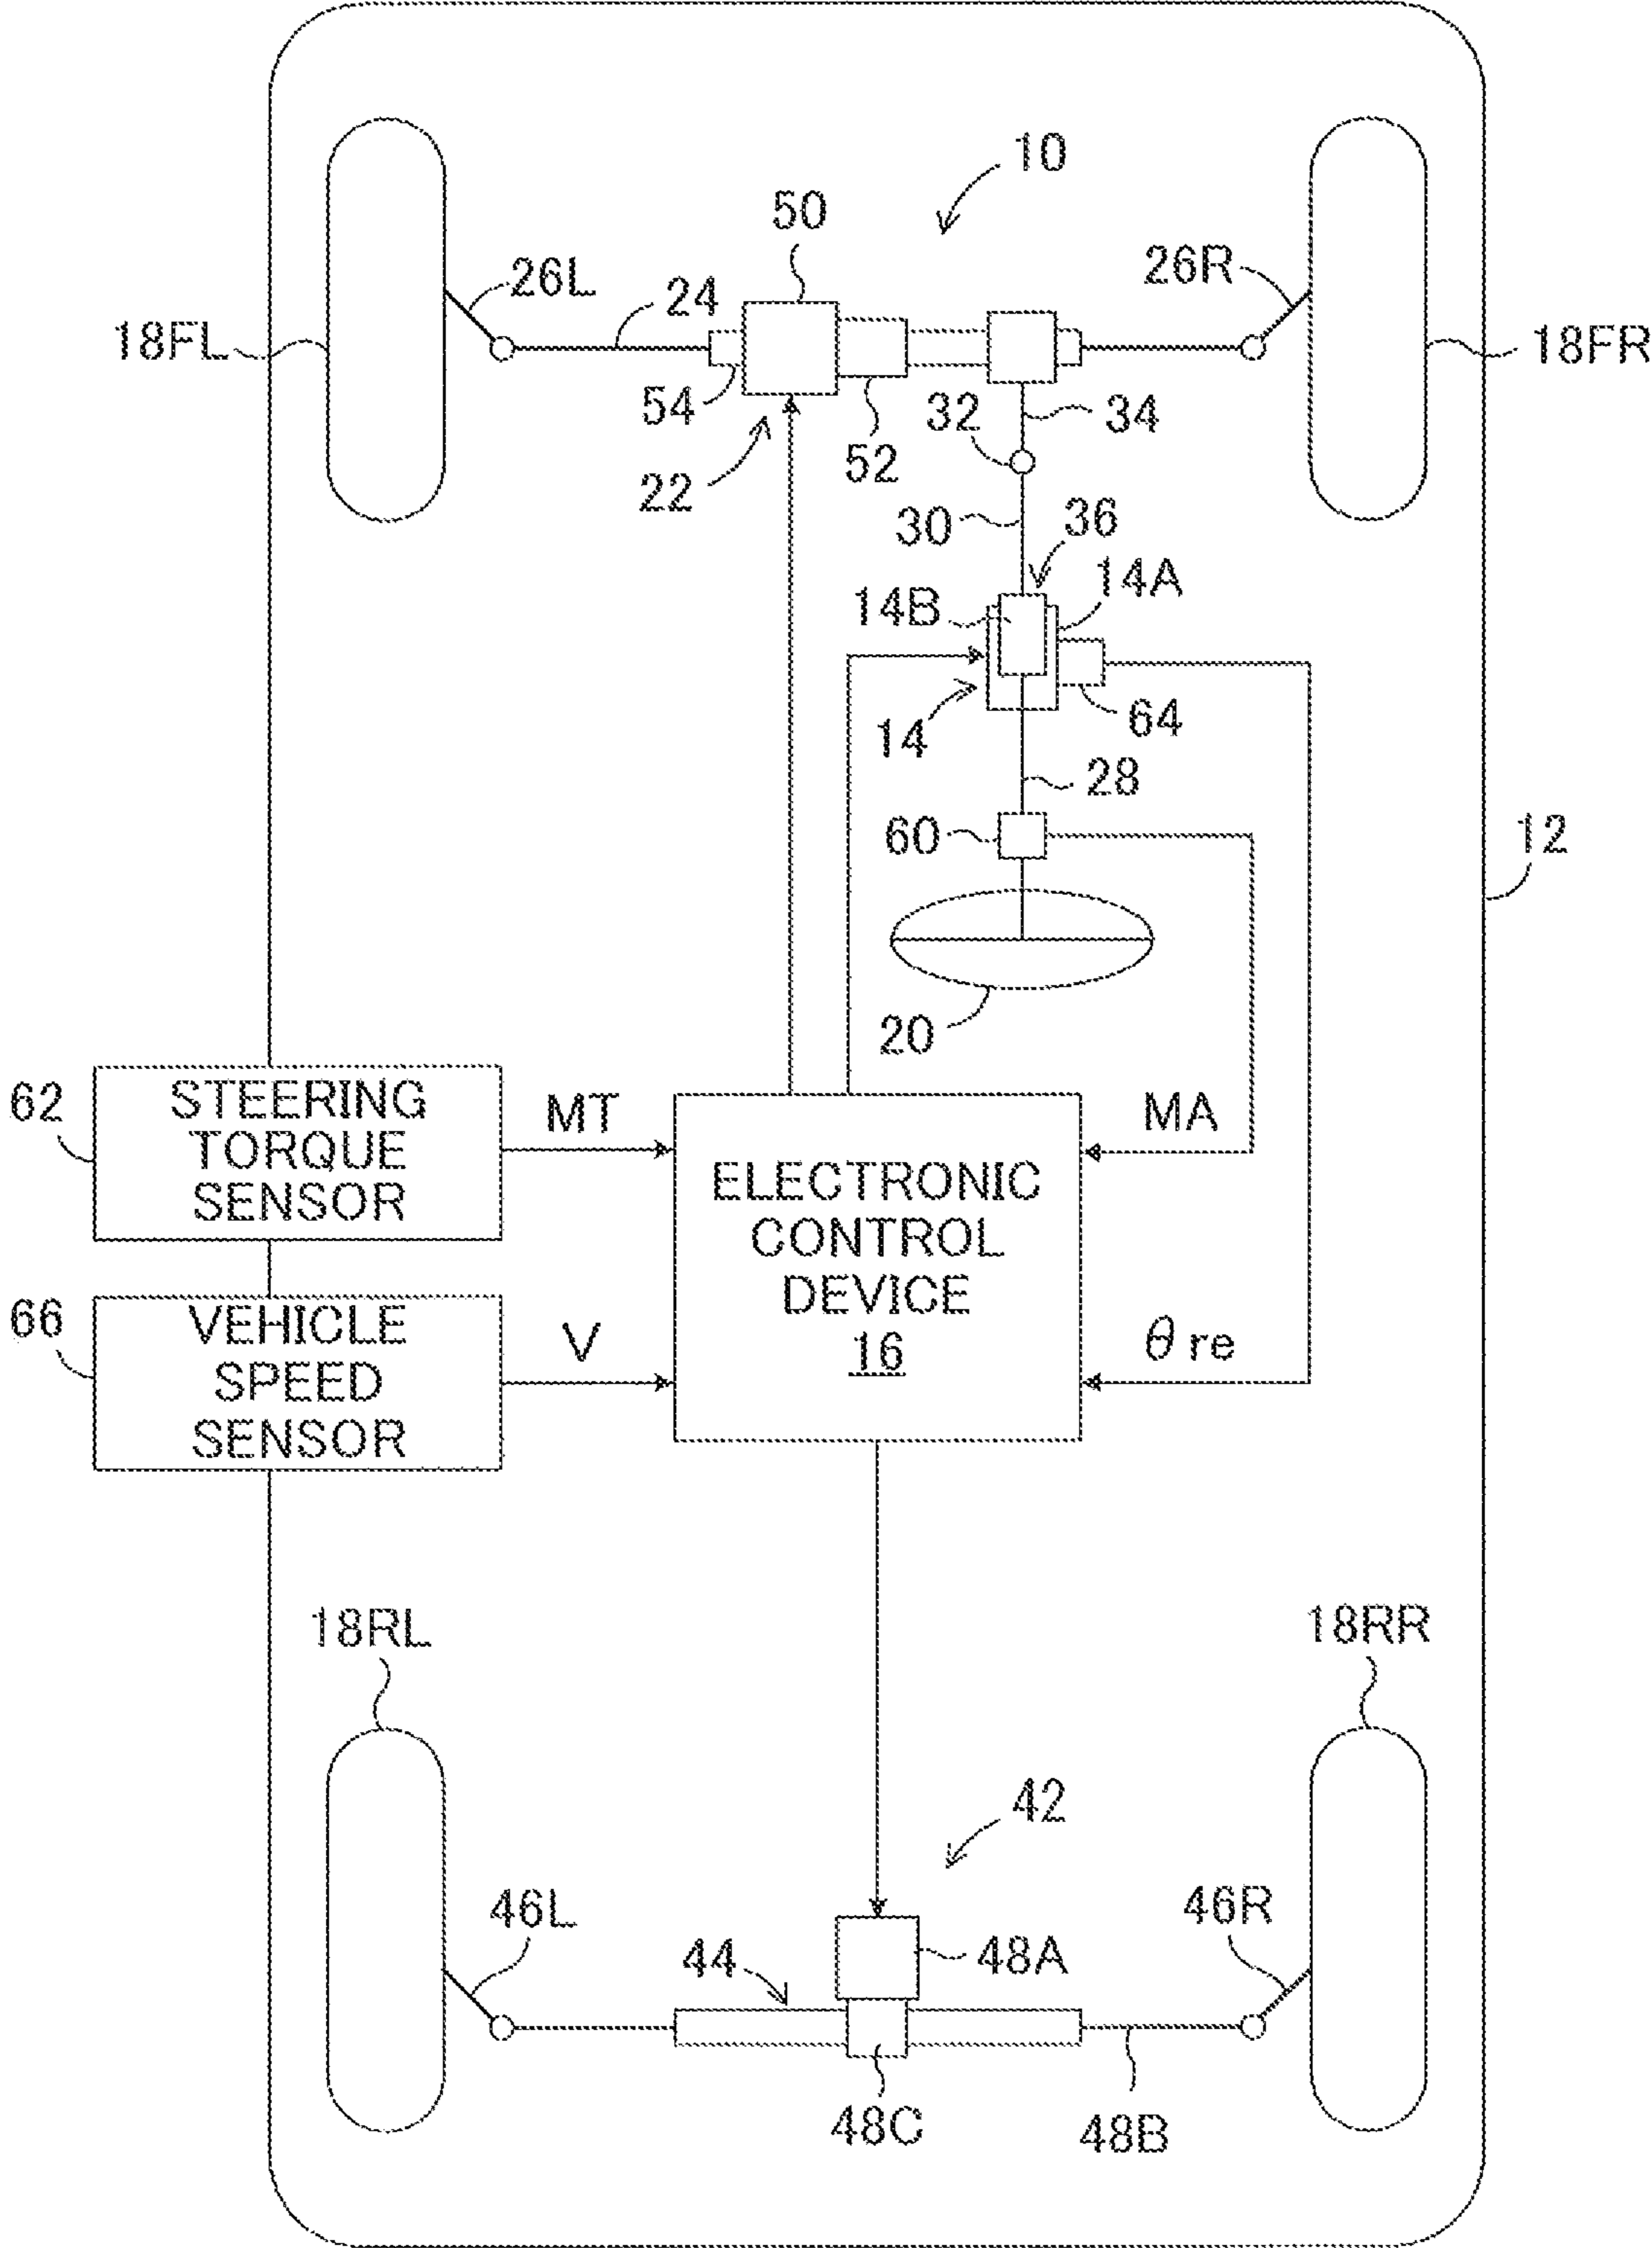 10
50
26L
24
26R
18FL
18FR
54
32
34
52
22
30
36
14A
14B
14
64
28
60
12
20
62
STEERING
TORQUE
SENSOR
MT
MA
ELECTRONIC
CONTROL
DEVICE
16
66
VEHICLE
SPEED
SENSOR
V
θre
18RL
18RR
42
46L
46R
44
48A
48C
48B